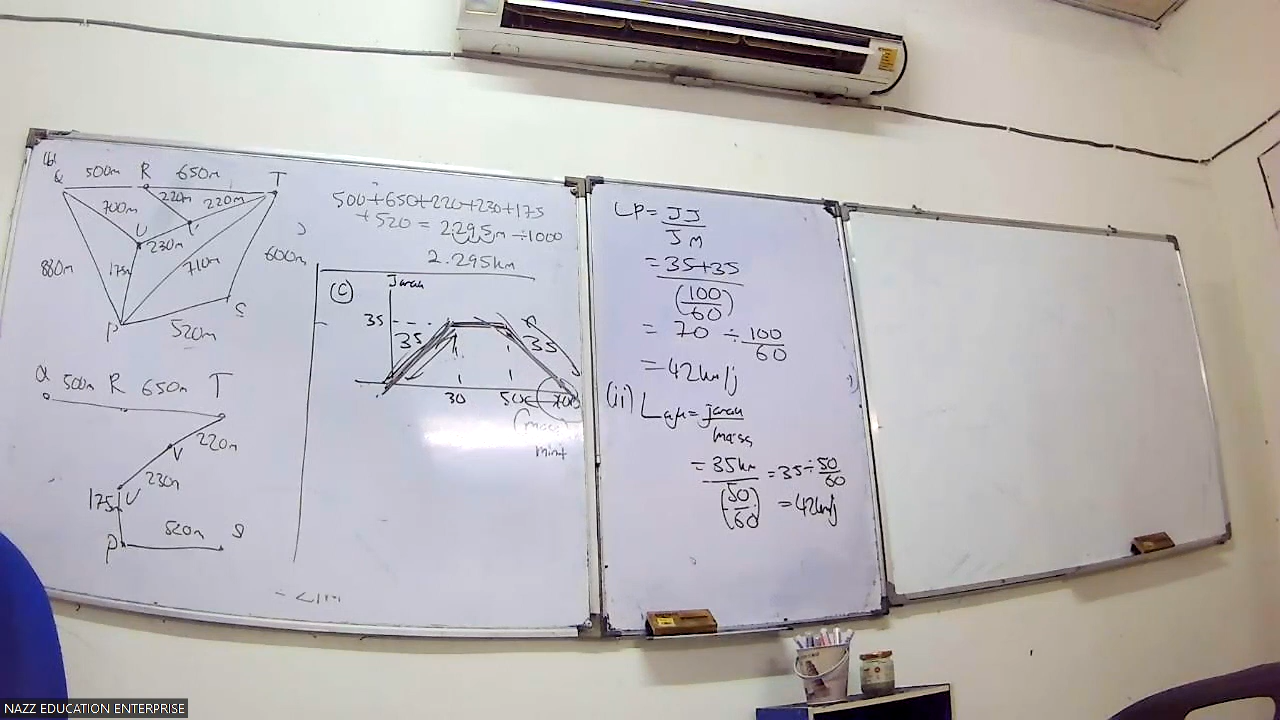 (b)
Q 500m R 650m T
700m 220m 220m
U V
230m
880m 175m 710m 600m
P S
520m
Q 500m R 650m T
220m
V
230m
175m U
520m S
P
500+650+220+230+175
+520 = 2295m ÷1000
2.295km
(c)
Jarak
35
35 35
30 50 100
minit
LP = JJ
JM
= 35+35
(100/60)
= 70 ÷ 100/60
= 42km/j
(ii) Laju = jarak
masa
= 35km = 35 ÷ 50/60
(50/60) = 42km/j
NAZZ EDUCATION ENTERPRISE